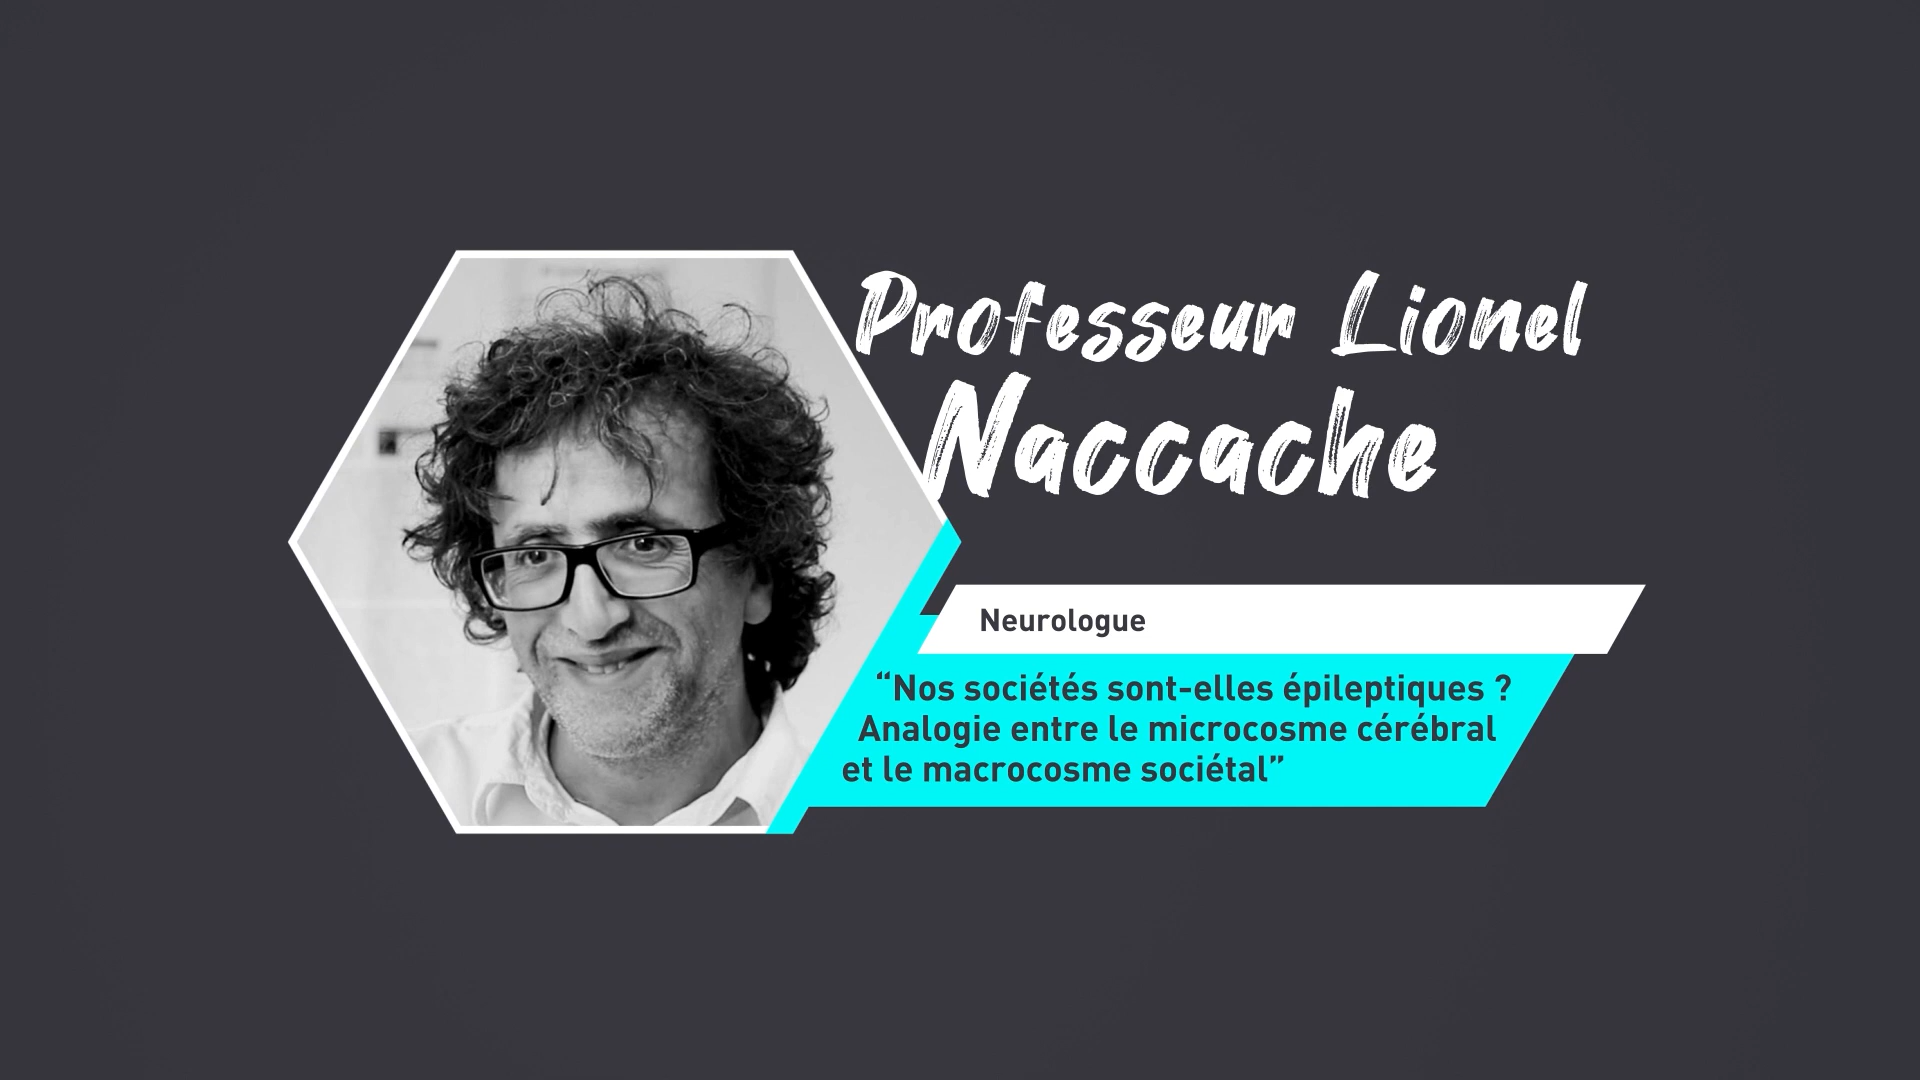 Professeur Lionel
Naccache
Neurologue
“Nos sociétés sont-elles épileptiques ?
Analogie entre le microcosme cérébral
et le macrocosme sociétal”